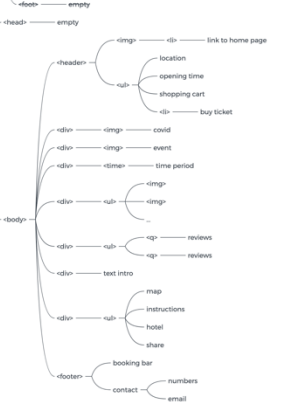 <foot> empty
<head> empty
<img> <li> link to home page
<header>
location
opening time
<ul>
shopping cart
<li> buy ticket
<div> <img> covid
<div> <img> event
<div> <time> time period
<img>
<div> <ul> <img>
...
<body>
<q> reviews
<div> <ul>
<q> reviews
<div> text intro
map
instructions
<div> <ul>
hotel
share
booking bar
<footer>
numbers
contact
email